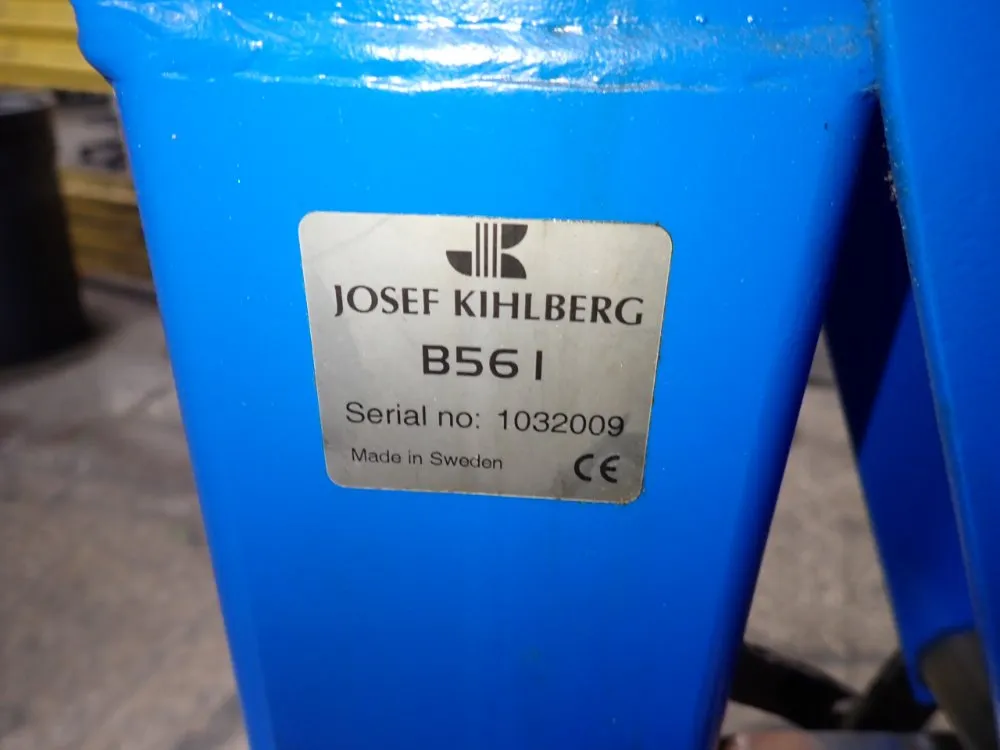 JOSEF KIHLBERG
B561
Serial no: 1032009
Made in Sweden
CE